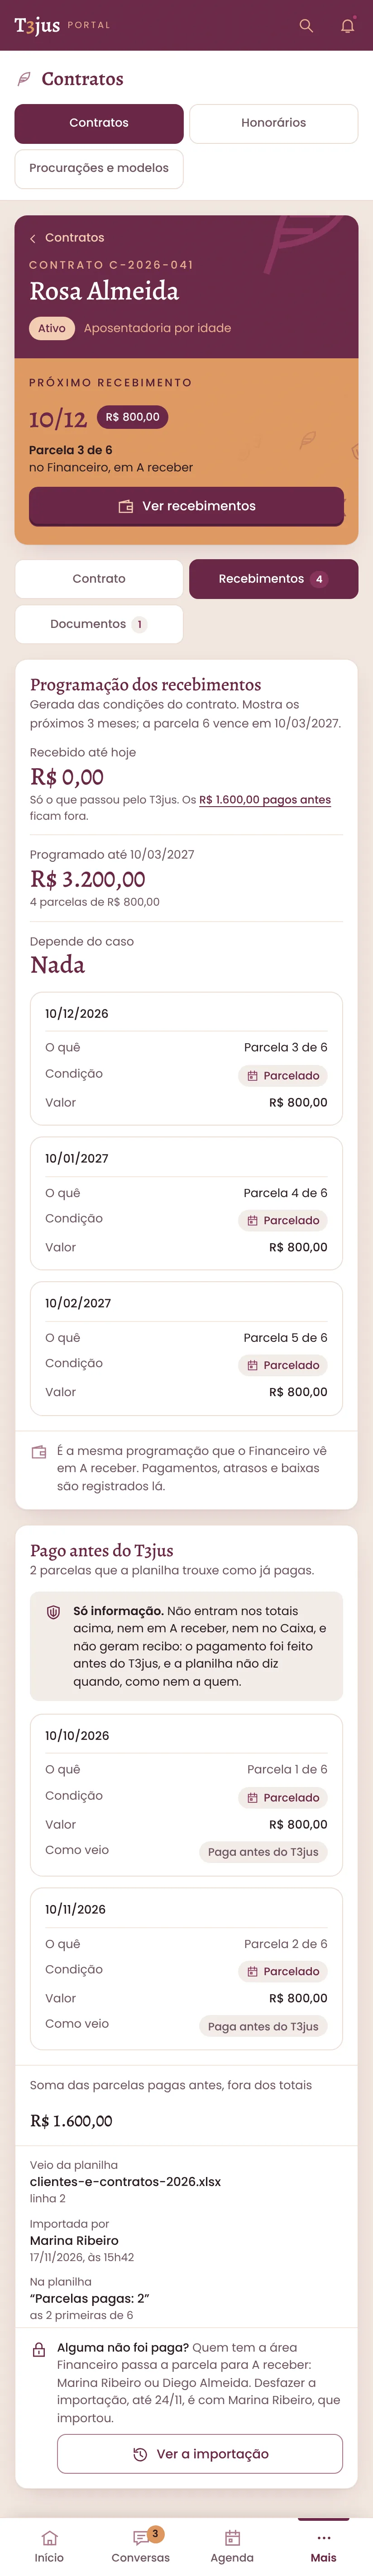 T3jus PORTAL
Contratos
Contratos
Honorários
Procurações e modelos
Contratos
CONTRATO C-2026-041
Rosa Almeida
Ativo
Aposentadoria por idade
PRÓXIMO RECEBIMENTO
10/12 R$ 800,00
Parcela 3 de 6
no Financeiro, em A receber
Ver recebimentos
Contrato
Recebimentos 4
Documentos 1
Programação dos recebimentos
Gerada das condições do contrato. Mostra os
próximos 3 meses; a parcela 6 vence em 10/03/2027.
Recebido até hoje
R$ 0,00
Só o que passou pelo T3jus. Os R$ 1.600,00 pagos antes
ficam fora.
Programado até 10/03/2027
R$ 3.200,00
4 parcelas de R$ 800,00
Depende do caso
Nada
10/12/2026
O quê Parcela 3 de 6
Condição Parcelado
Valor R$ 800,00
10/01/2027
O quê Parcela 4 de 6
Condição Parcelado
Valor R$ 800,00
10/02/2027
O quê Parcela 5 de 6
Condição Parcelado
Valor R$ 800,00
É a mesma programação que o Financeiro vê
em A receber. Pagamentos, atrasos e baixas
são registrados lá.
Pago antes do T3jus
2 parcelas que a planilha trouxe como já pagas.
Só informação. Não entram nos totais
acima, nem em A receber, nem no Caixa, e
não geram recibo: o pagamento foi feito
antes do T3jus, e a planilha não diz
quando, como nem a quem.
10/10/2026
O quê Parcela 1 de 6
Condição Parcelado
Valor R$ 800,00
Como veio Paga antes do T3jus
10/11/2026
O quê Parcela 2 de 6
Condição Parcelado
Valor R$ 800,00
Como veio Paga antes do T3jus
Soma das parcelas pagas antes, fora dos totais
R$ 1.600,00
Veio da planilha
clientes-e-contratos-2026.xlsx
linha 2
Importada por
Marina Ribeiro
17/11/2026, às 15h42
Na planilha
“Parcelas pagas: 2”
as 2 primeiras de 6
Alguma não foi paga? Quem tem a área
Financeiro passa a parcela para A receber:
Marina Ribeiro ou Diego Almeida. Desfazer a
importação, até 24/11, é com Marina Ribeiro, que
importou.
Ver a importação
3
Início
Conversas
Agenda
Mais